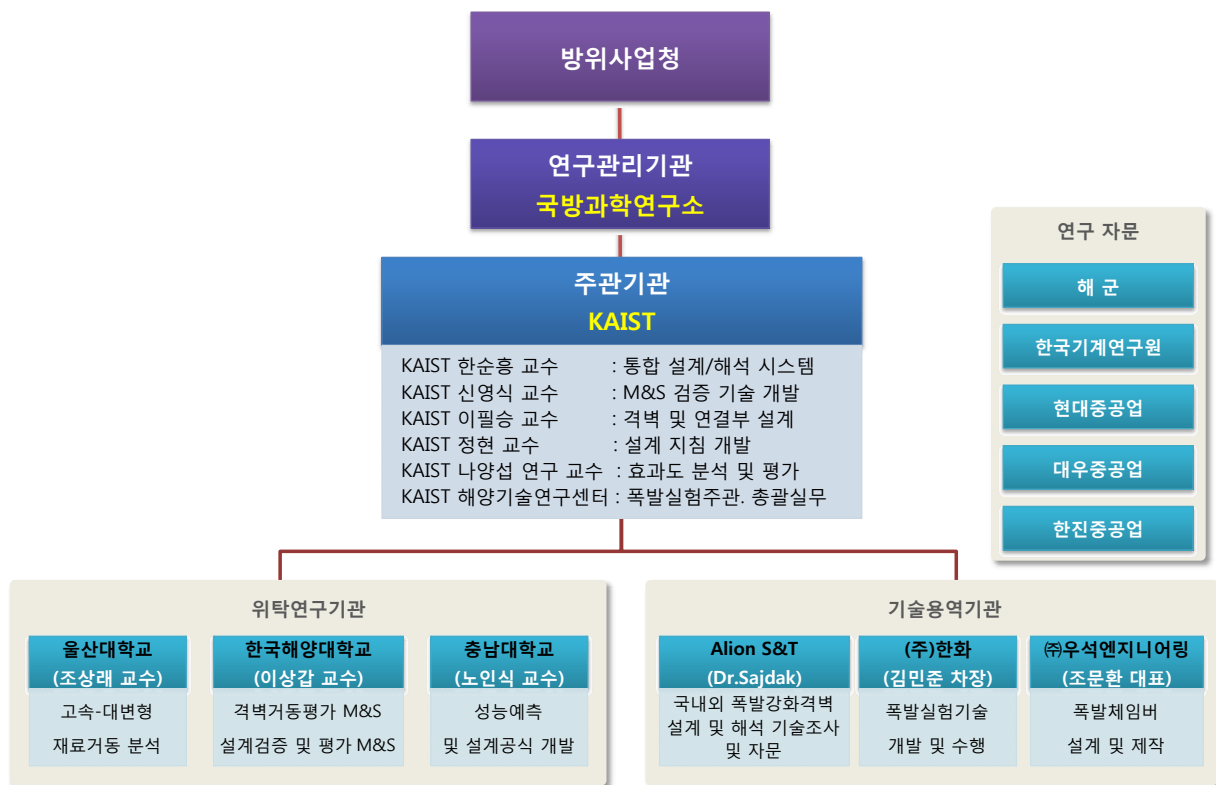 방위사업청
연구관리기관
국방과학연구소
주관기관
KAIST
KAIST 한순흥 교수 : 통합 설계/해석 시스템
KAIST 신영식 교수 : M&S 검증 기술 개발
KAIST 이필승 교수 : 격벽 및 연결부 설계
KAIST 정현 교수 : 설계 지침 개발
KAIST 나양섭 연구 교수 : 효과도 분석 및 평가
KAIST 해양기술연구센터 : 폭발실험주관. 총괄실무
연구 자문
해 군
한국기계연구원
현대중공업
대우중공업
한진중공업
위탁연구기관
울산대학교
(조상래 교수)
고속-대변형
재료거동 분석
한국해양대학교
(이상갑 교수)
격벽거동평가 M&S
설계검증 및 평가 M&S
충남대학교
(노인식 교수)
성능예측
및 설계공식 개발
기술용역기관
Alion S&T
(Dr.Sajdak)
국내외 폭발강화격벽
설계 및 해석 기술조사
및 자문
(주)한화
(김민준 차장)
폭발실험기술
개발 및 수행
㈜우석엔지니어링
(조문환 대표)
폭발체임버
설계 및 제작